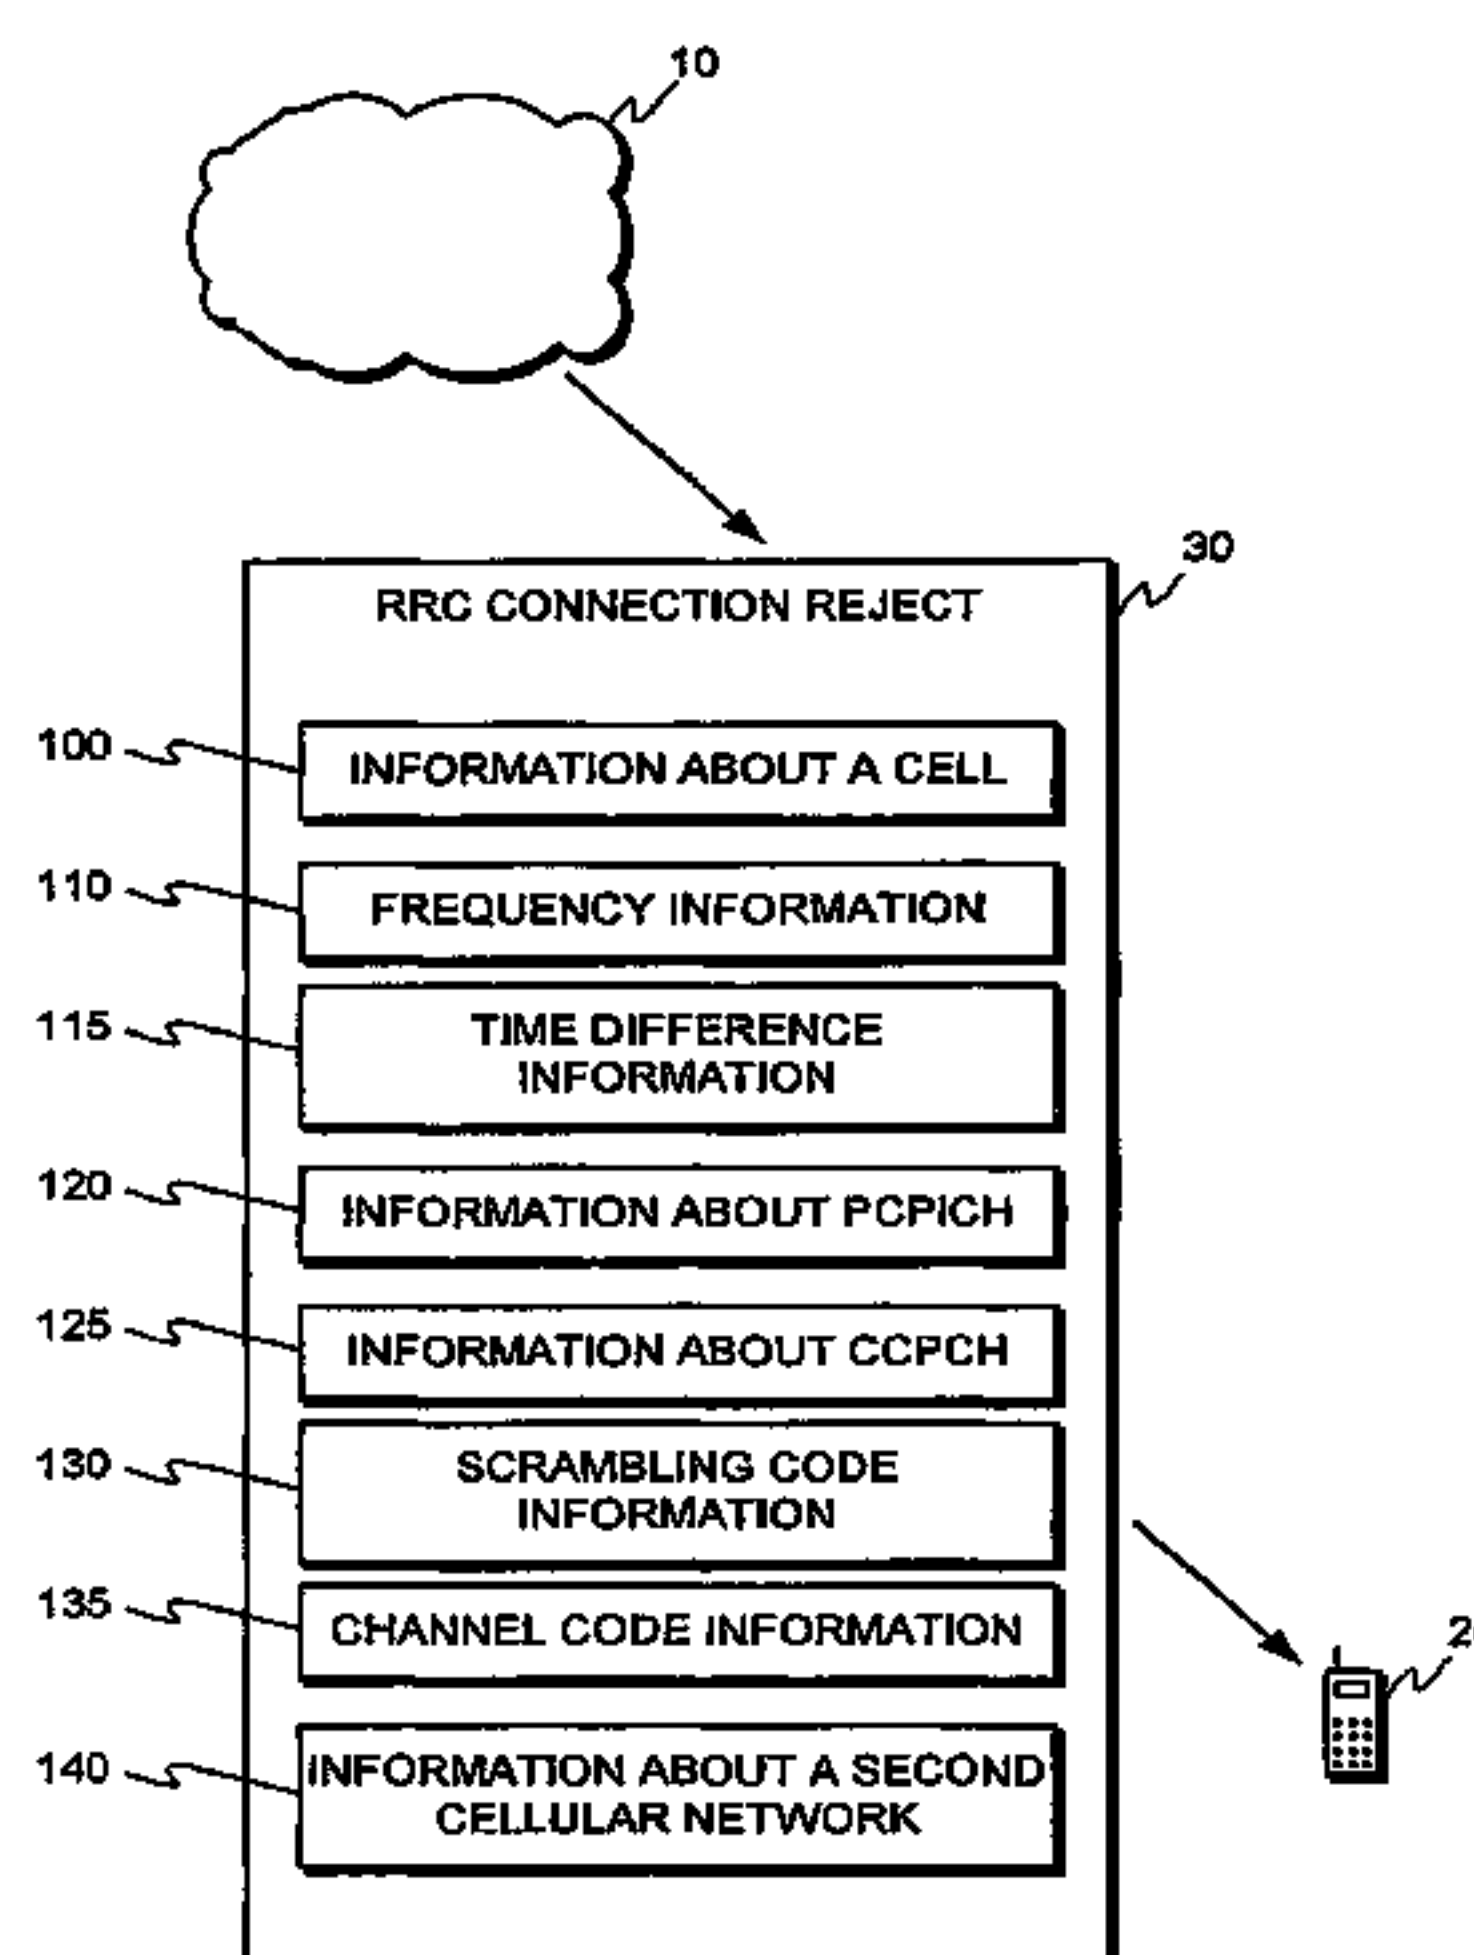 10
30
RRC CONNECTION REJECT
100
INFORMATION ABOUT A CELL
110
FREQUENCY INFORMATION
115
TIME DIFFERENCE
INFORMATION
120
INFORMATION ABOUT PCPICH
125
INFORMATION ABOUT CCPCH
130
SCRAMBLING CODE
INFORMATION
135
CHANNEL CODE INFORMATION
140
INFORMATION ABOUT A SECOND
CELLULAR NETWORK